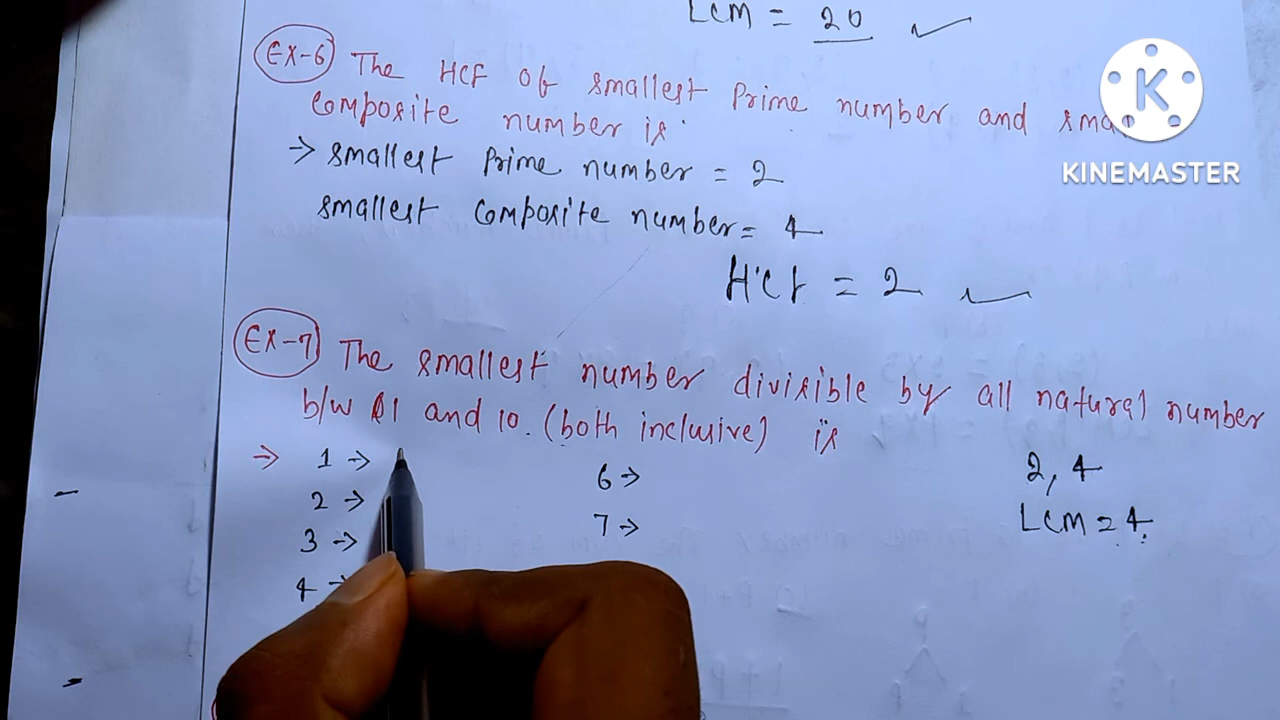 LCM = 20
EX-6 The HCF of smallest Prime number and
Composite number is
→ smallest Prime number = 2
smallest Composite number = 4
HCF = 2
EX-7 The smallest number divisible by all natural number
b/w 1 and 10. (both inclusive) is
⇒ 1 →
2 →
3 →
4
6 →
7 →
2, 4
LCM = 4
K
KINEMASTER